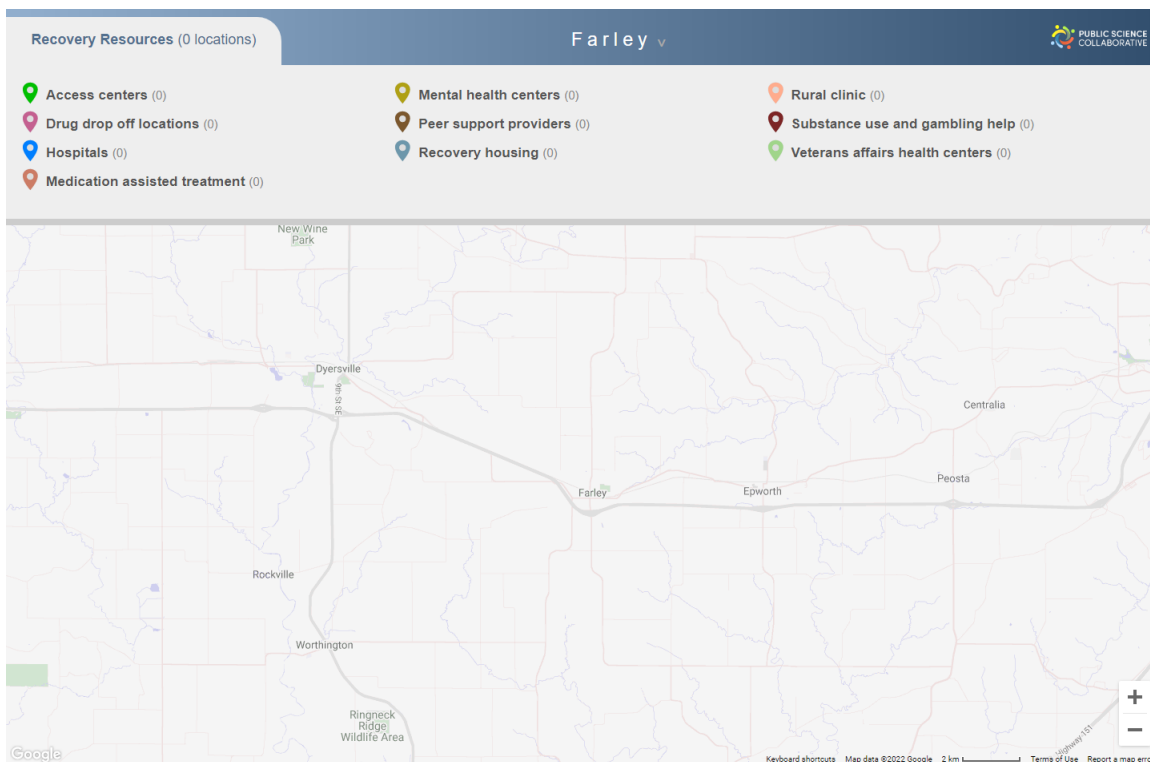 Recovery Resources (0 locations)
Farley v
PUBLIC SCIENCE
COLLABORATIVE
Access centers (0)
Mental health centers (0)
Rural clinic (0)
Drug drop off locations (0)
Peer support providers (0)
Substance use and gambling help (0)
Hospitals (0)
Recovery housing (0)
Veterans affairs health centers (0)
Medication assisted treatment (0)
New Wine
Park
Dyersville
9th St SE
Centralia
Peosta
Farley
Epworth
Rockville
Worthington
Ringneck
Ridge
Wildlife Area
Highway 151
+
−
Google
Keyboard shortcuts Map data ©2022 Google 2 km Terms of Use Report a map erro